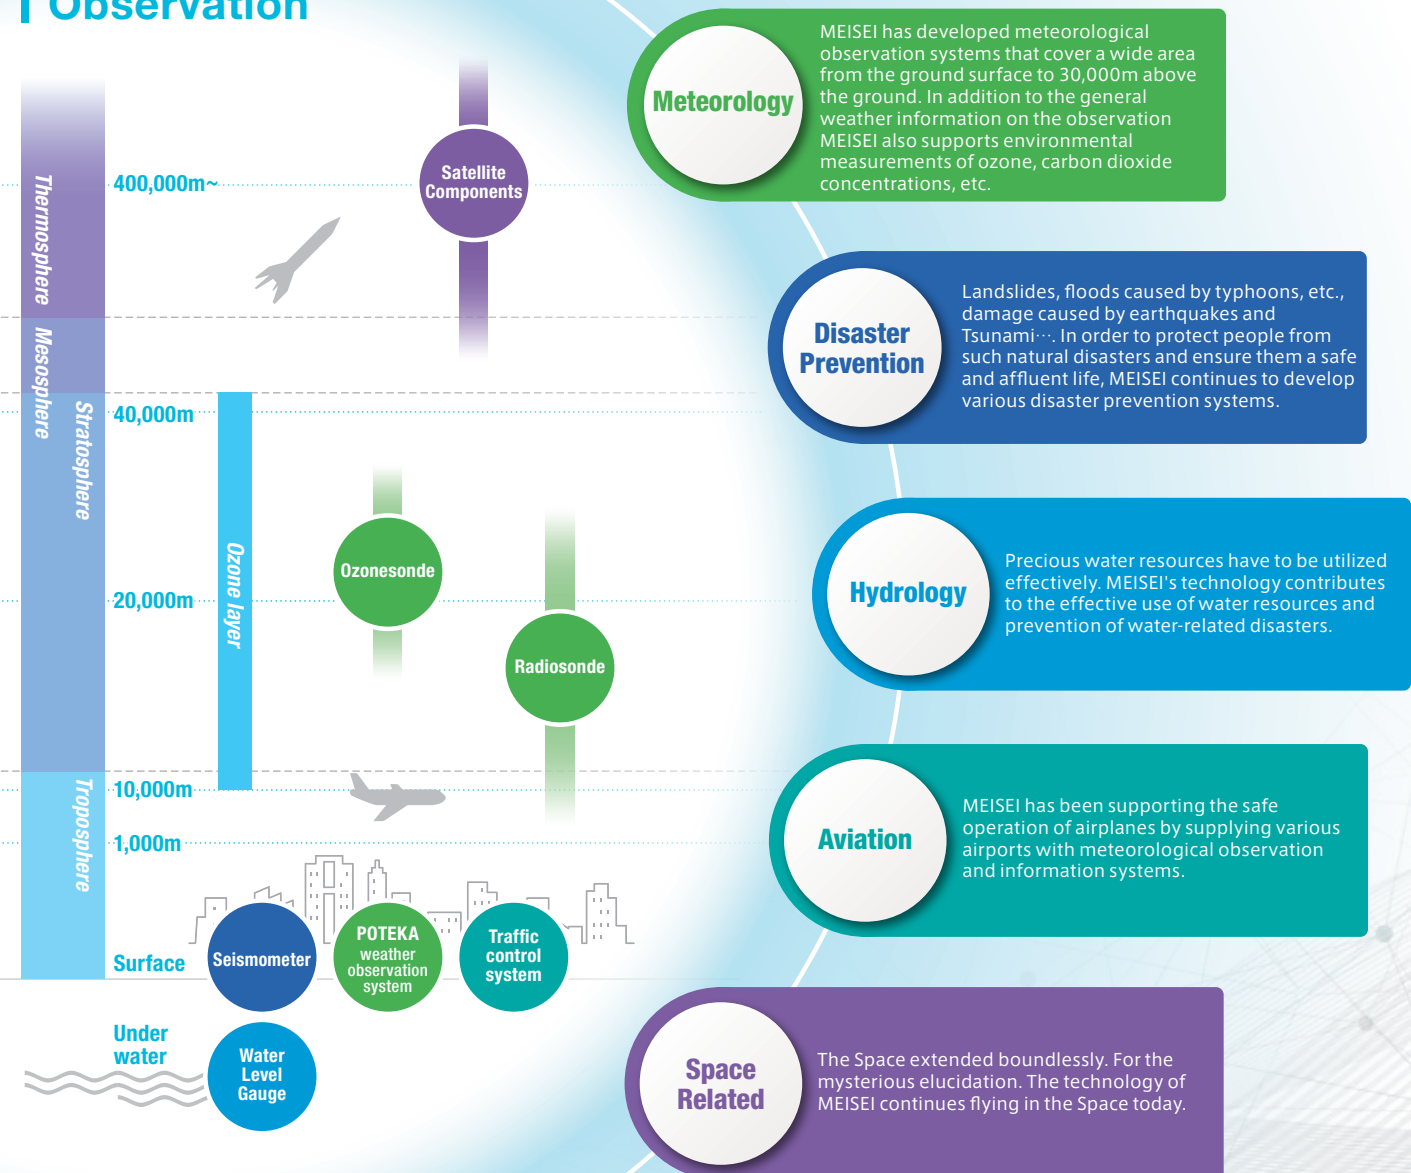 Observation
Thermosphere
Mesosphere
Stratosphere
Troposphere
400,000m~
40,000m
20,000m
10,000m
1,000m
Surface
Under
water
Ozone layer
Satellite
Components
Ozonesonde
Radiosonde
Seismometer
POTEKA
weather
observation
system
Traffic
control
system
Water
Level
Gauge
Meteorology
MEISEI has developed meteorological
observation systems that cover a wide area
from the ground surface to 30,000m above
the ground. In addition to the general
weather information on the observation
MEISEI also supports environmental
measurements of ozone, carbon dioxide
concentrations, etc.
Disaster
Prevention
Landslides, floods caused by typhoons, etc.,
damage caused by earthquakes and
Tsunami···. In order to protect people from
such natural disasters and ensure them a safe
and affluent life, MEISEI continues to develop
various disaster prevention systems.
Hydrology
Precious water resources have to be utilized
effectively. MEISEI's technology contributes
to the effective use of water resources and
prevention of water-related disasters.
Aviation
MEISEI has been supporting the safe
operation of airplanes by supplying various
airports with meteorological observation
and information systems.
Space
Related
The Space extended boundlessly. For the
mysterious elucidation. The technology of
MEISEI continues flying in the Space today.